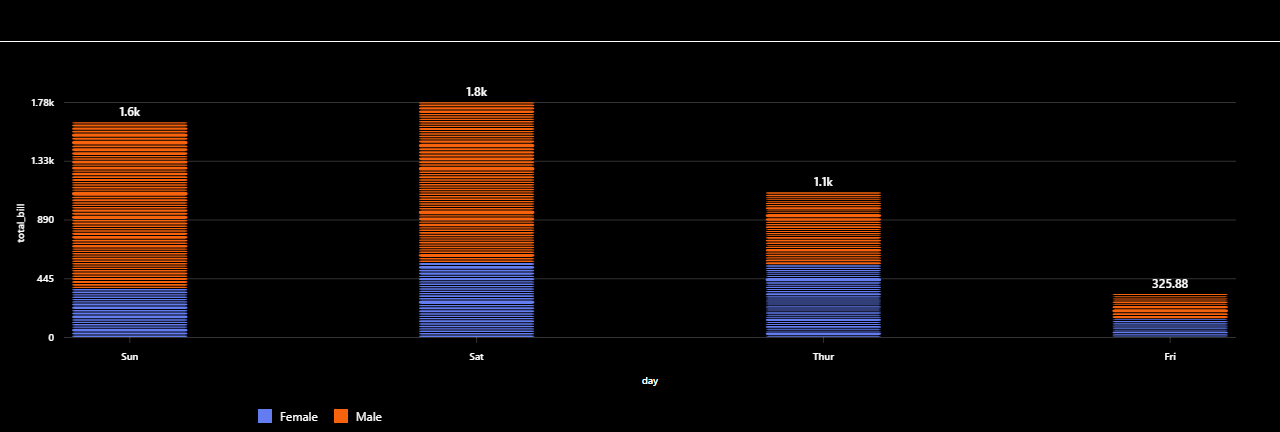 1.8k
1.78k
1.6k
1.33k
1.1k
890
total_bill
445
325.88
0
Sun Sat Thur Fri
day
Female Male